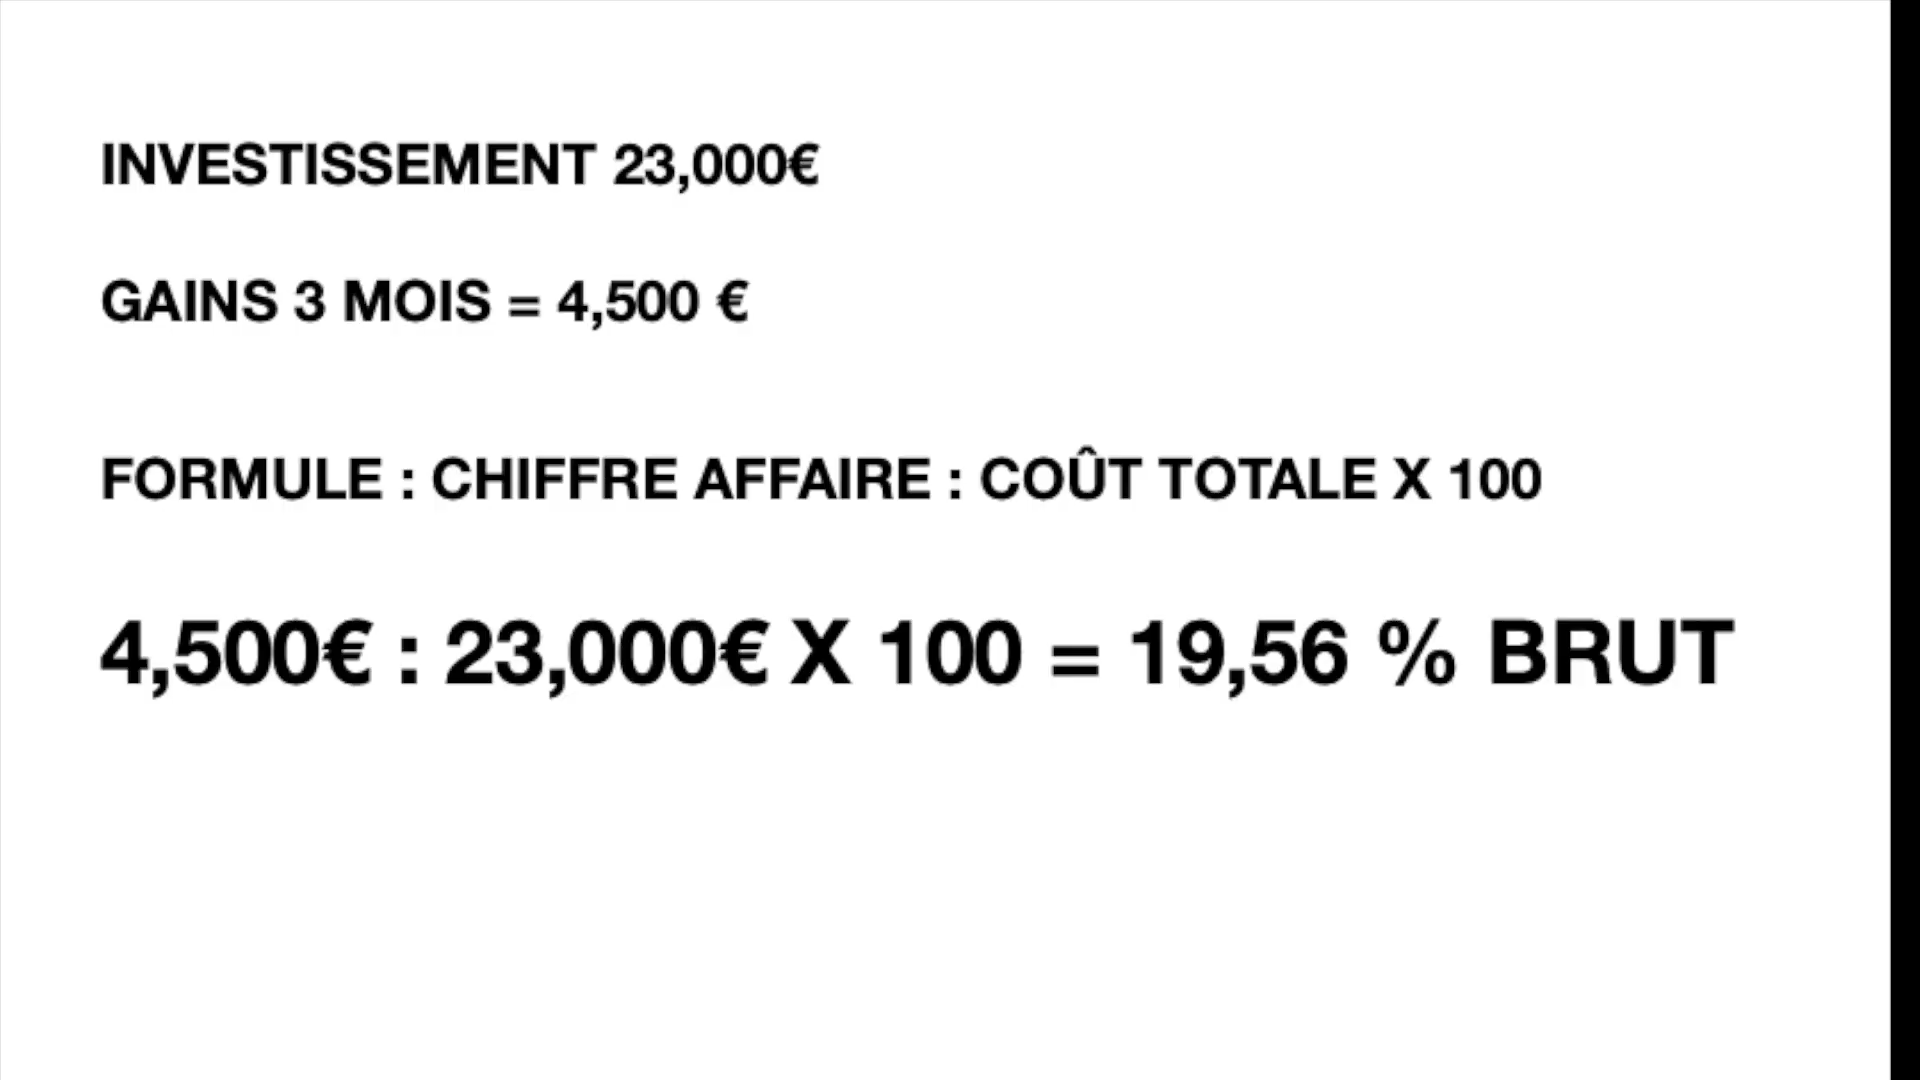 INVESTISSEMENT 23,000€
GAINS 3 MOIS = 4,500 €
FORMULE : CHIFFRE AFFAIRE : COÛT TOTALE X 100
4,500€ : 23,000€ X 100 = 19,56 % BRUT